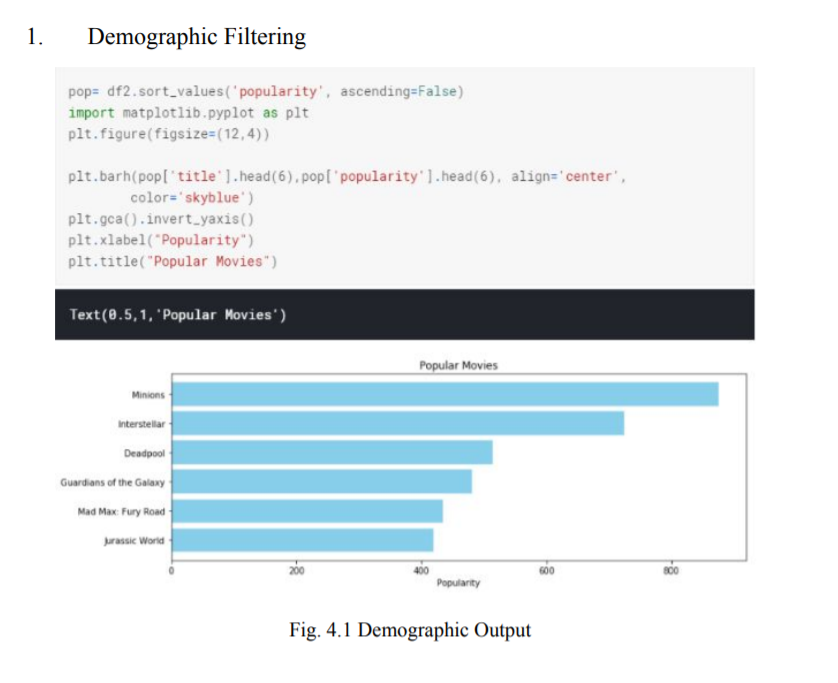 1. Demographic Filtering
pop= df2.sort_values('popularity', ascending=False)
import matplotlib.pyplot as plt
plt.figure(figsize=(12,4))
plt.barh(pop['title'].head(6),pop['popularity'].head(6), align='center',
color='skyblue')
plt.gca().invert_yaxis()
plt.xlabel("Popularity")
plt.title("Popular Movies")
Text(0.5,1,'Popular Movies')
Popular Movies
Minions
Interstellar
Deadpool
Guardians of the Galaxy
Mad Max: Fury Road
Jurassic World
0 200 400 600 800
Popularity
Fig. 4.1 Demographic Output